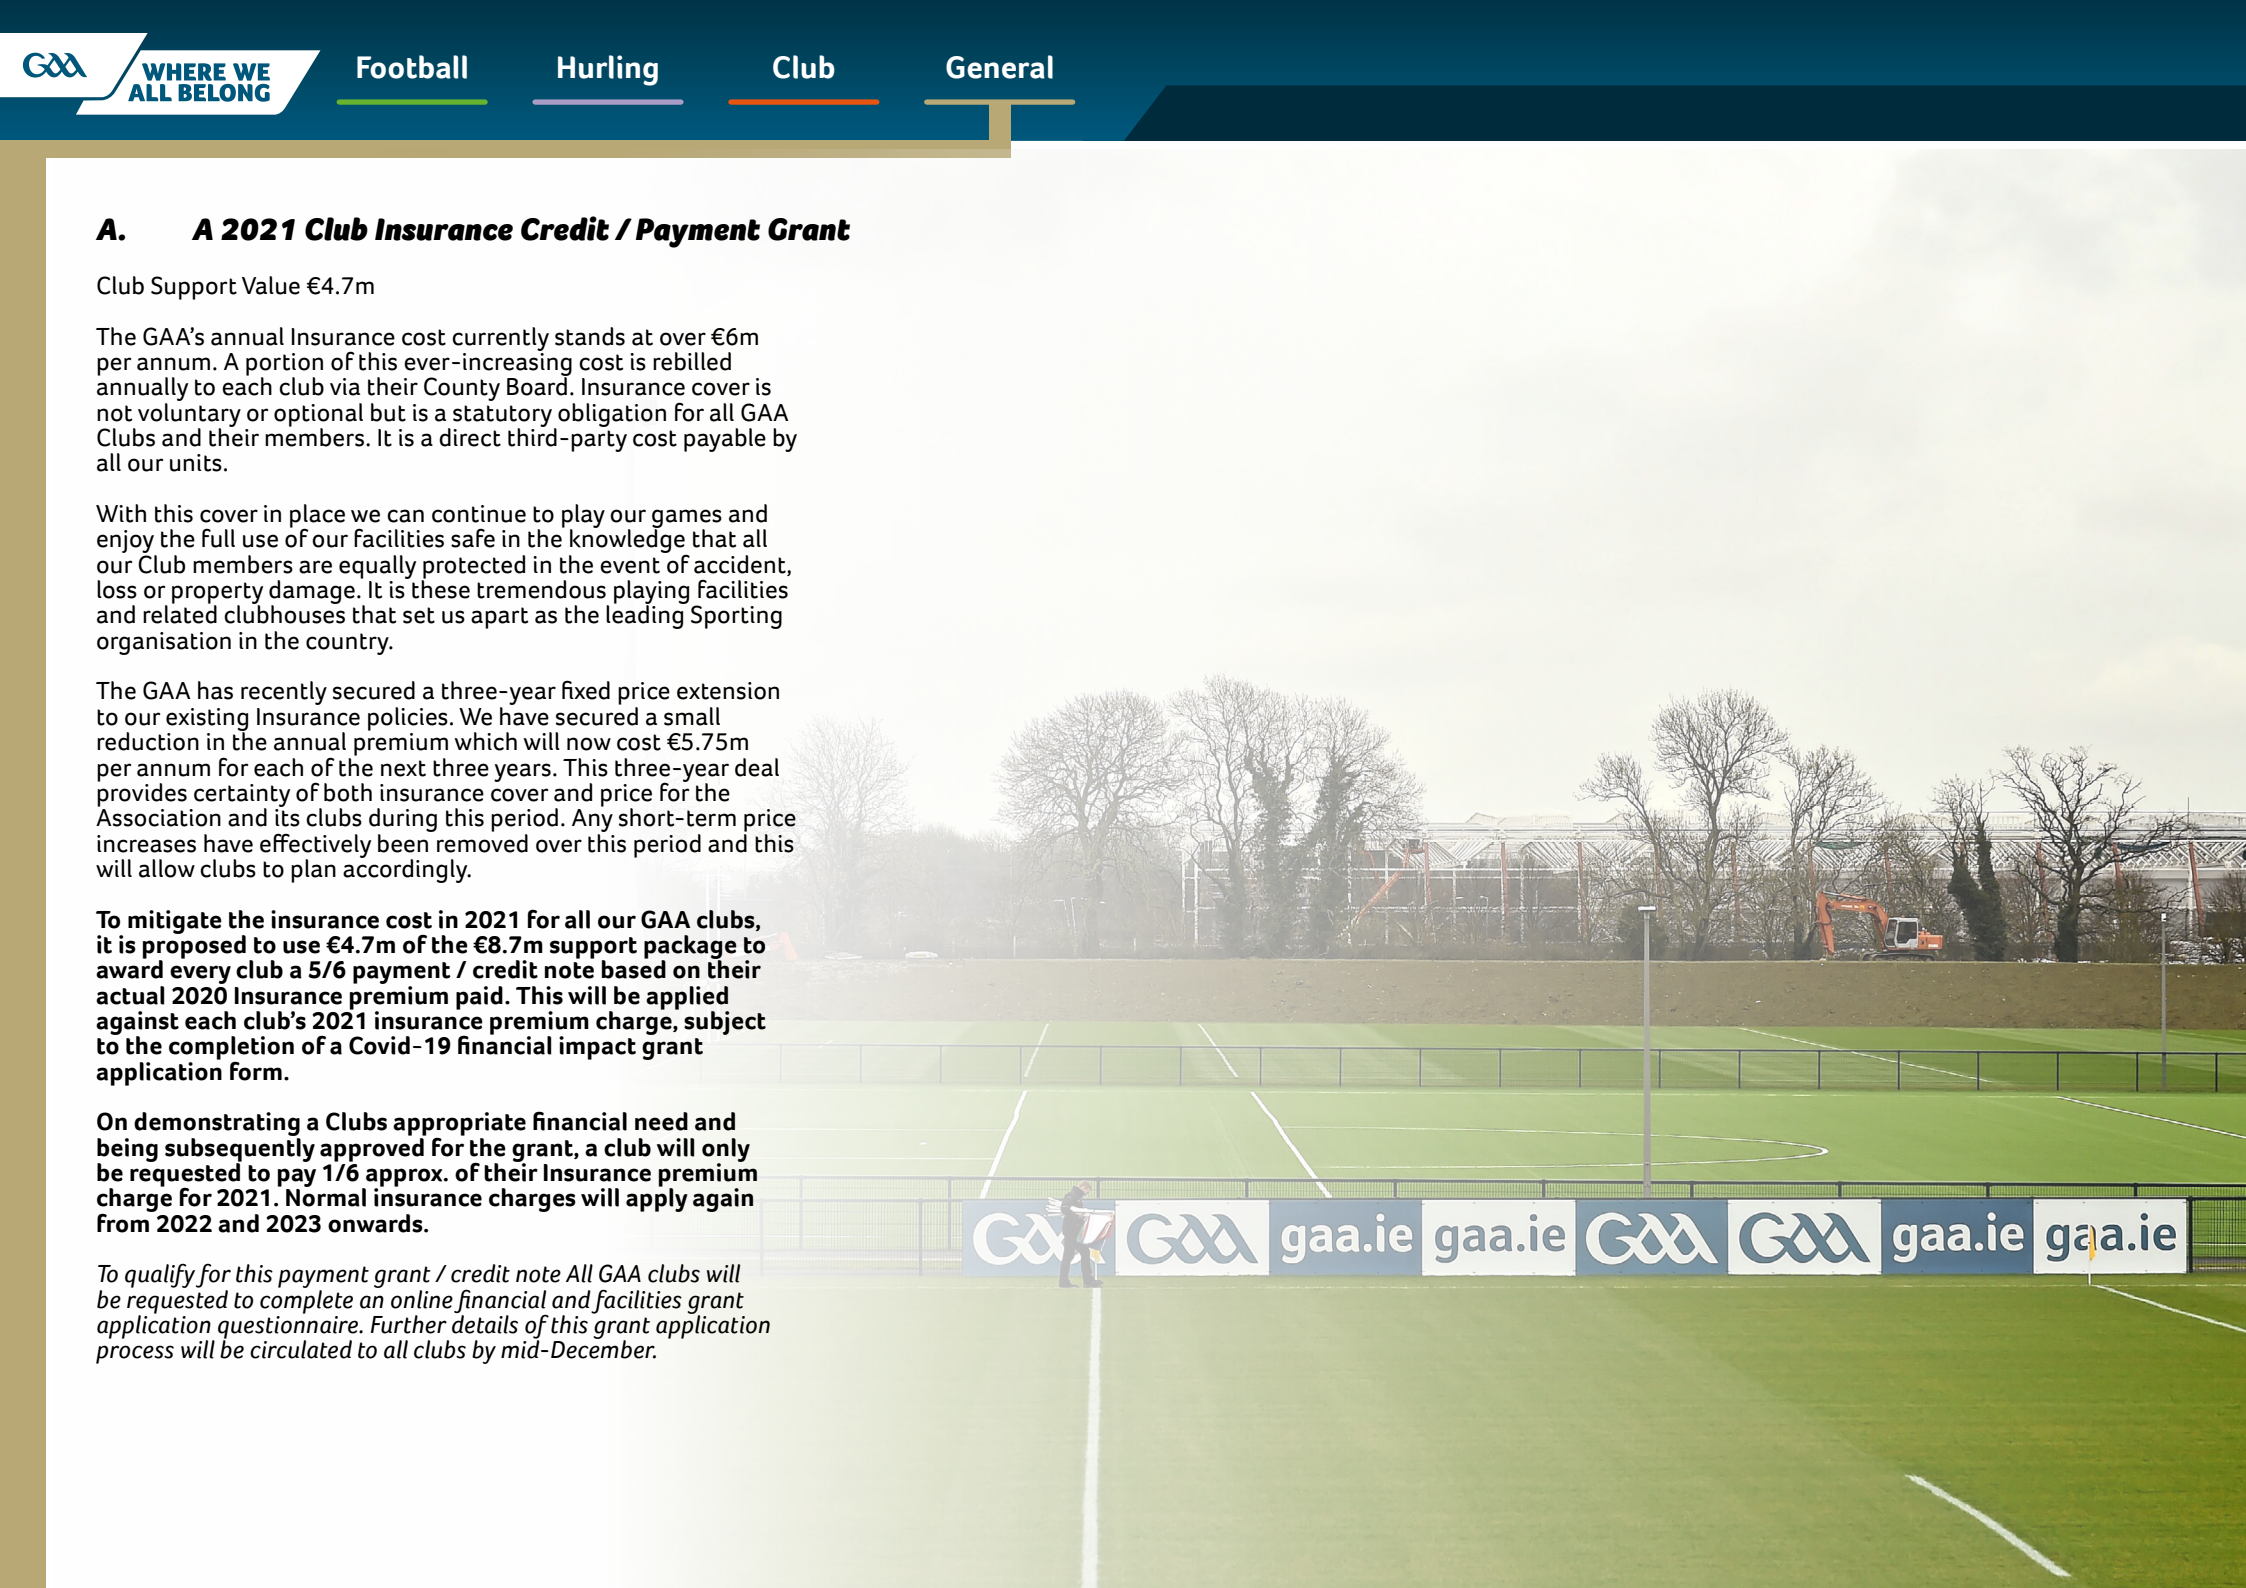 GAA
WHERE WE
ALL BELONG
Football
Hurling
Club
General
A. A 2021 Club Insurance Credit / Payment Grant
Club Support Value €4.7m
The GAA’s annual Insurance cost currently stands at over €6m
per annum. A portion of this ever-increasing cost is rebilled
annually to each club via their County Board. Insurance cover is
not voluntary or optional but is a statutory obligation for all GAA
Clubs and their members. It is a direct third-party cost payable by
all our units.
With this cover in place we can continue to play our games and
enjoy the full use of our facilities safe in the knowledge that all
our Club members are equally protected in the event of accident,
loss or property damage. It is these tremendous playing facilities
and related clubhouses that set us apart as the leading Sporting
organisation in the country.
The GAA has recently secured a three-year fixed price extension
to our existing Insurance policies. We have secured a small
reduction in the annual premium which will now cost €5.75m
per annum for each of the next three years. This three-year deal
provides certainty of both insurance cover and price for the
Association and its clubs during this period. Any short-term price
increases have effectively been removed over this period and this
will allow clubs to plan accordingly.
To mitigate the insurance cost in 2021 for all our GAA clubs,
it is proposed to use €4.7m of the €8.7m support package to
award every club a 5/6 payment / credit note based on their
actual 2020 Insurance premium paid. This will be applied
against each club’s 2021 insurance premium charge, subject
to the completion of a Covid-19 financial impact grant
application form.
On demonstrating a Clubs appropriate financial need and
being subsequently approved for the grant, a club will only
be requested to pay 1/6 approx. of their Insurance premium
charge for 2021. Normal insurance charges will apply again
from 2022 and 2023 onwards.
To qualify for this payment grant / credit note All GAA clubs will
be requested to complete an online financial and facilities grant
application questionnaire. Further details of this grant application
process will be circulated to all clubs by mid-December.
GAA GAA gaa.ie gaa.ie GAA GAA gaa.ie gaa.ie